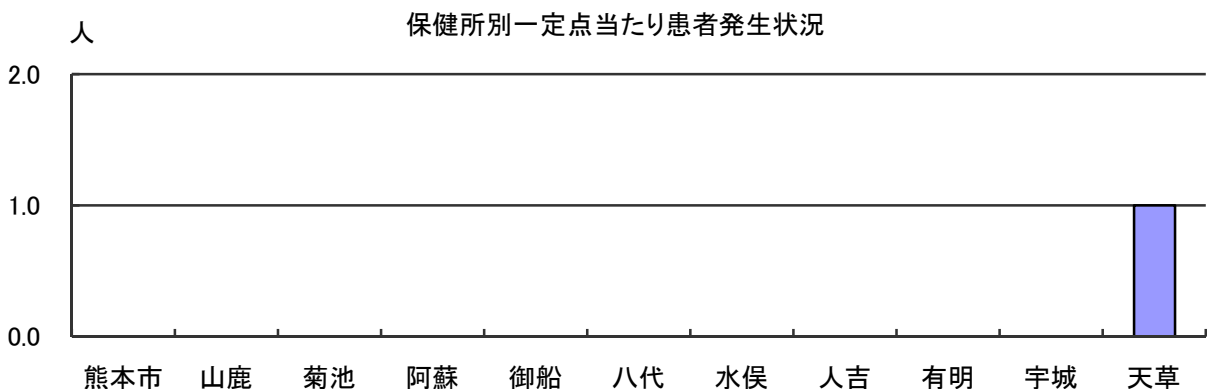 保健所別一定点当たり患者発生状況
人
2.0
1.0
0.0
熊本市 山鹿 菊池 阿蘇 御船 八代 水俣 人吉 有明 宇城 天草